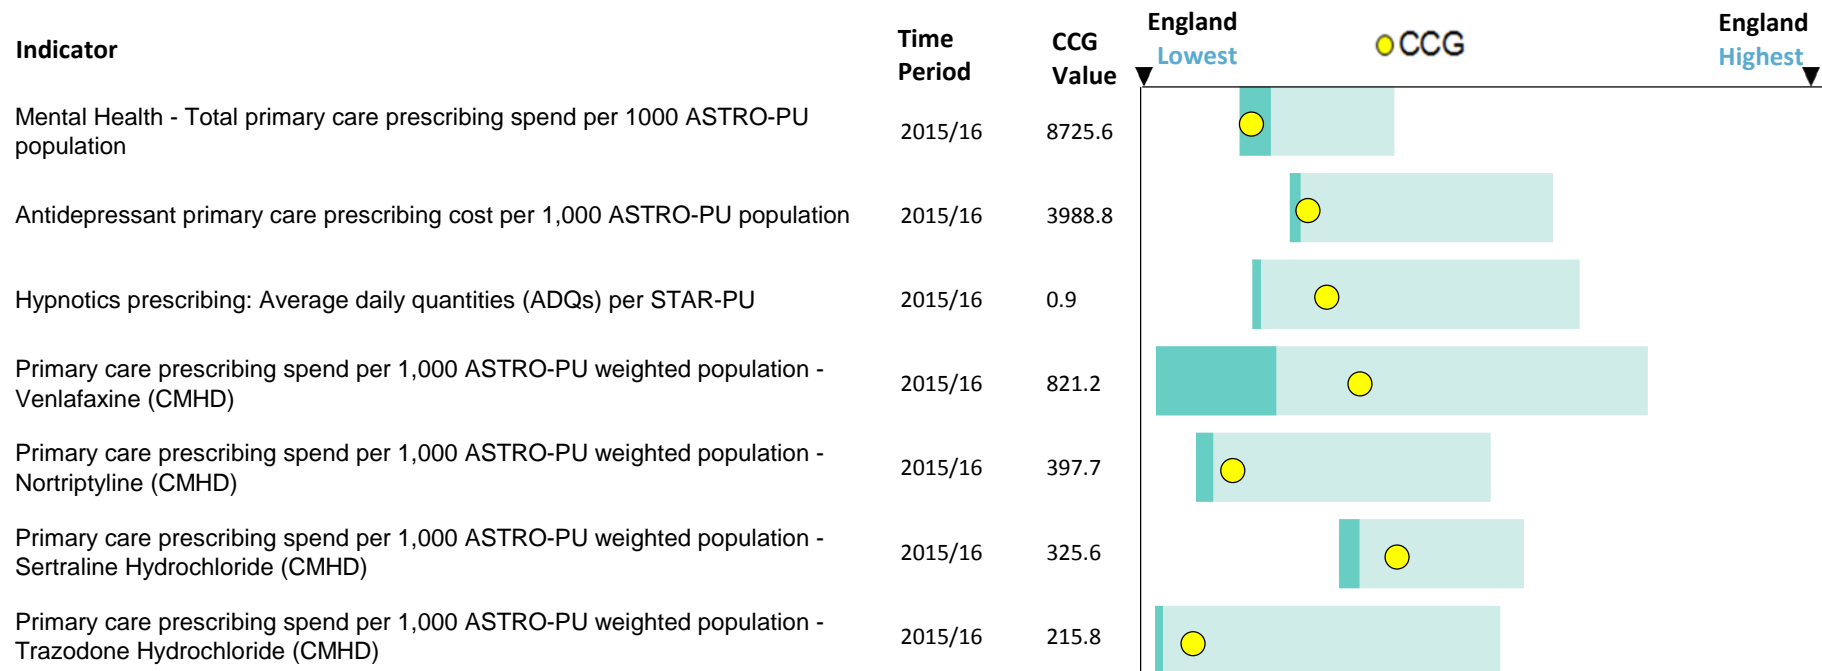 Indicator
Time
Period
CCG
Value
England
Lowest
CCG
England
Highest
Mental Health - Total primary care prescribing spend per 1000 ASTRO-PU
population
2015/16
8725.6
Antidepressant primary care prescribing cost per 1,000 ASTRO-PU population
2015/16
3988.8
Hypnotics prescribing: Average daily quantities (ADQs) per STAR-PU
2015/16
0.9
Primary care prescribing spend per 1,000 ASTRO-PU weighted population -
Venlafaxine (CMHD)
2015/16
821.2
Primary care prescribing spend per 1,000 ASTRO-PU weighted population -
Nortriptyline (CMHD)
2015/16
397.7
Primary care prescribing spend per 1,000 ASTRO-PU weighted population -
Sertraline Hydrochloride (CMHD)
2015/16
325.6
Primary care prescribing spend per 1,000 ASTRO-PU weighted population -
Trazodone Hydrochloride (CMHD)
2015/16
215.8